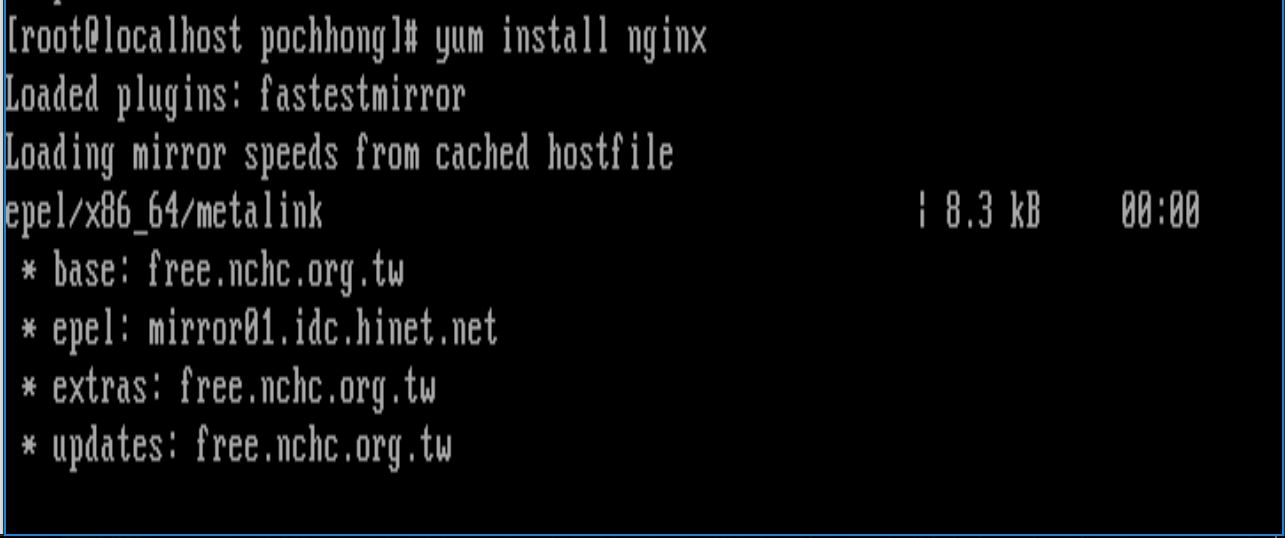 [root@localhost pochhong]# yum install nginx
Loaded plugins: fastestmirror
Loading mirror speeds from cached hostfile
epel/x86_64/metalink | 8.3 kB 00:00
* base: free.nchc.org.tw
* epel: mirror01.idc.hinet.net
* extras: free.nchc.org.tw
* updates: free.nchc.org.tw